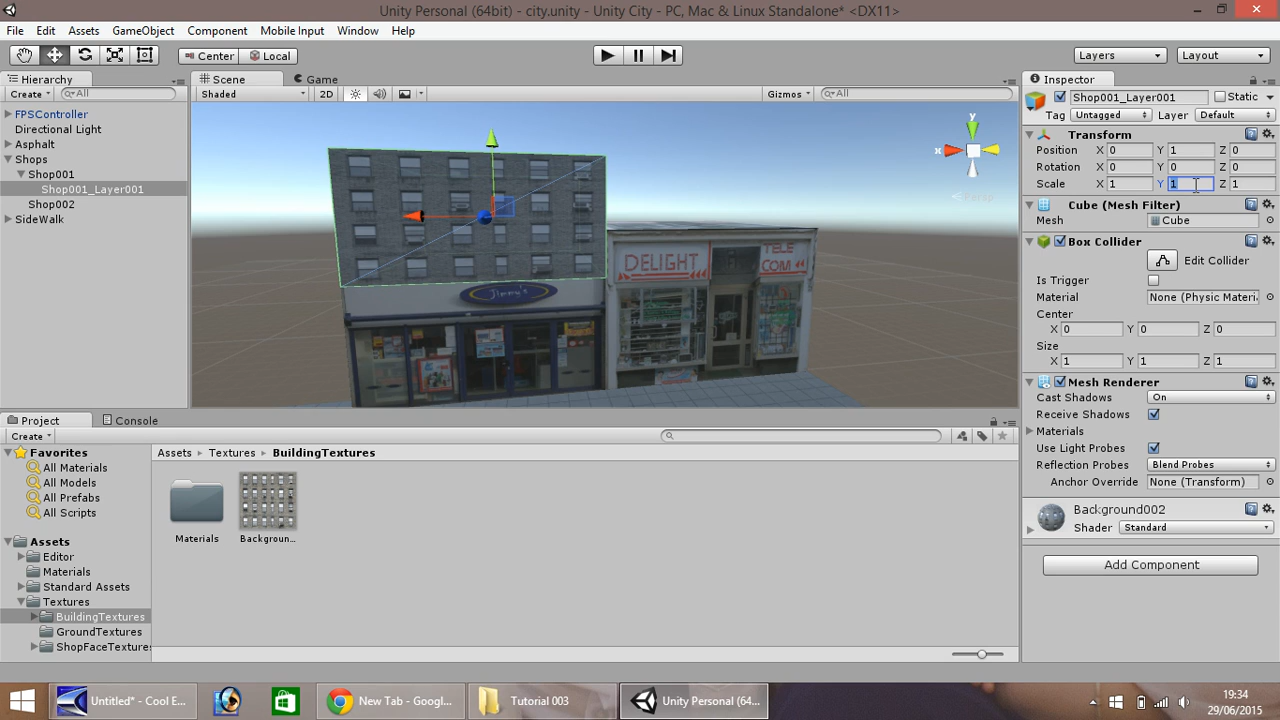 Unity Personal (64bit) - city.unity - Unity City - PC, Mac & Linux Standalone* <DX11>
File Edit Assets GameObject Component Mobile Input Window Help
Center Local Layers Layout
Hierarchy
Create All
FPSController
Directional Light
Asphalt
Shops
Shop001
Shop001_Layer001
Shop002
SideWalk
Scene Game
Shaded 2D Gizmos All
y
x
Persp
Jimmy's
DELIGHT
TELE
COM
Inspector
Shop001_Layer001 Static
Tag Untagged Layer Default
Transform
Position X 0 Y 1 Z 0
Rotation X 0 Y 0 Z 0
Scale X 1 Y 1 Z 1
Cube (Mesh Filter)
Mesh Cube
Box Collider
Edit Collider
Is Trigger
Material None (Physic Materi
Center
X 0 Y 0 Z 0
Size
X 1 Y 1 Z 1
Mesh Renderer
Cast Shadows On
Receive Shadows
Materials
Use Light Probes
Reflection Probes Blend Probes
Anchor Override None (Transform)
Background002
Shader Standard
Add Component
Project Console
Create
Favorites
All Materials
All Models
All Prefabs
All Scripts
Assets
Editor
Materials
Standard Assets
Textures
BuildingTextures
GroundTextures
ShopFaceTextures
Assets Textures BuildingTextures
Materials Backgroun...
Untitled* - Cool E... New Tab - Googl... Tutorial 003 Unity Personal (64...
19:34
29/06/2015